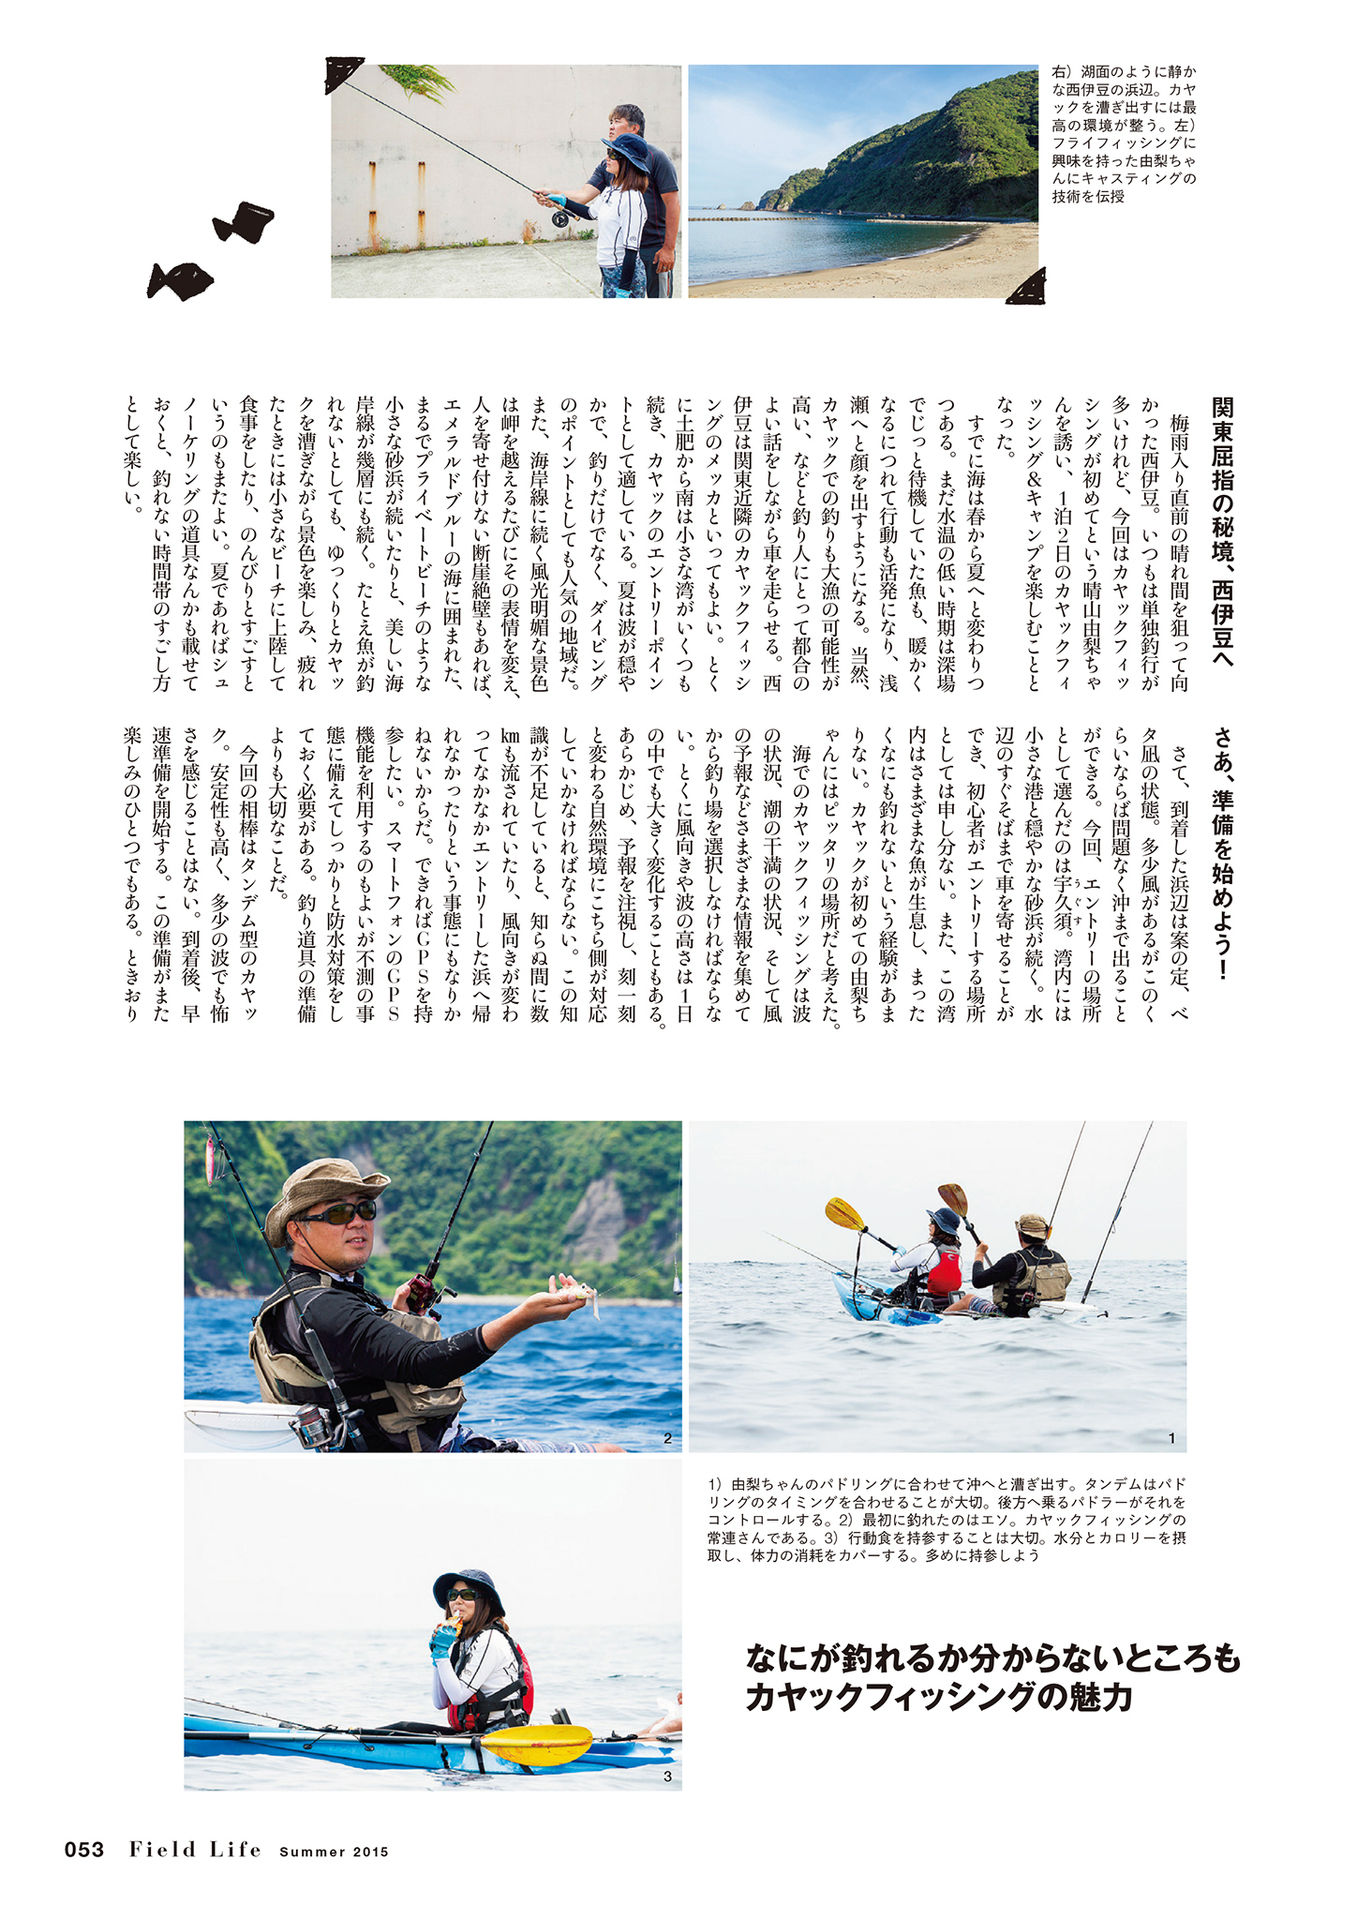 右）湖面のように静か
な西伊豆の浜辺。カヤ
ックを漕ぎ出すには最
高の環境が整う。左）
フライフィッシングに
興味を持った由梨ちゃ
んにキャスティングの
技術を伝授
関東屈指の秘境、西伊豆へ
梅雨入り直前の晴れ間を狙って向
かった西伊豆。いつもは単独釣行が
多いけれど、今回はカヤックフィッ
シングが初めてという晴山由梨ちゃ
んを誘い、1泊2日のカヤックフィ
ッシング&キャンプを楽しむことと
なった。
すでに海は春から夏へと変わりつ
つある。まだ水温の低い時期は深場
でじっと待機していた魚も、暖かく
なるにつれて行動も活発になり、浅
瀬へと顔を出すようになる。当然、
カヤックでの釣りも大漁の可能性が
高い、などと釣り人にとって都合の
よい話をしながら車を走らせる。西
伊豆は関東近隣のカヤックフィッシ
ングのメッカといってもよい。とく
に土肥から南は小さな湾がいくつも
続き、カヤックのエントリーポイン
トとして適している。夏は波が穏や
かで、釣りだけでなく、ダイビング
のポイントとしても人気の地域だ。
また、海岸線に続く風光明媚な景色
は岬を越えるたびにその表情を変え、
人を寄せ付けない断崖絶壁もあれば、
エメラルドブルーの海に囲まれた、
まるでプライベートビーチのような
小さな砂浜が続いたりと、美しい海
岸線が幾層にも続く。たとえ魚が釣
れないとしても、ゆっくりとカヤッ
クを漕ぎながら景色を楽しみ、疲れ
たときには小さなビーチに上陸して
食事をしたり、のんびりとすごすと
いうのもまたよい。夏であればシュ
ノーケリングの道具なんかも載せて
おくと、釣れない時間帯のすごし方
として楽しい。
さあ、準備を始めよう！
さて、到着した浜辺は案の定、ベ
タ凪の状態。多少風があるがこのく
らいならば問題なく沖まで出ること
ができる。今回、エントリーの場所
として選んだのは宇久須。湾内には
うぐす
小さな港と穏やかな砂浜が続く。水
辺のすぐそばまで車を寄せることが
でき、初心者がエントリーする場所
としては申し分ない。また、この湾
内はさまざまな魚が生息し、まった
くなにも釣れないという経験があま
りない。カヤックが初めての由梨ち
ゃんにはピッタリの場所だと考えた。
海でのカヤックフィッシングは波
の状況、潮の干満の状況、そして風
の予報などさまざまな情報を集めて
から釣り場を選択しなければならな
い。とくに風向きや波の高さは1日
の中でも大きく変化することもある。
あらかじめ、予報を注視し、刻一刻
と変わる自然環境にこちら側が対応
していかなければならない。この知
識が不足していると、知らぬ間に数
㎞も流されていたり、風向きが変わ
ってなかなかエントリーした浜へ帰
れなかったりという事態にもなりか
ねないからだ。できればGPSを持
参したい。スマートフォンのGPS
機能を利用するのもよいが不測の事
態に備えてしっかりと防水対策をし
ておく必要がある。釣り道具の準備
よりも大切なことだ。
今回の相棒はタンデム型のカヤッ
ク。安定性も高く、多少の波でも怖
さを感じることはない。到着後、早
速準備を開始する。この準備がまた
楽しみのひとつでもある。ときおり
2
1
3
1）由梨ちゃんのパドリングに合わせて沖へと漕ぎ出す。タンデムはパド
リングのタイミングを合わせることが大切。後方へ乗るパドラーがそれを
コントロールする。2）最初に釣れたのはエソ。カヤックフィッシングの
常連さんである。3）行動食を持参することは大切。水分とカロリーを摂
取し、体力の消耗をカバーする。多めに持参しよう
なにが釣れるか分からないところも
カヤックフィッシングの魅力
053 Field Life Summer 2015